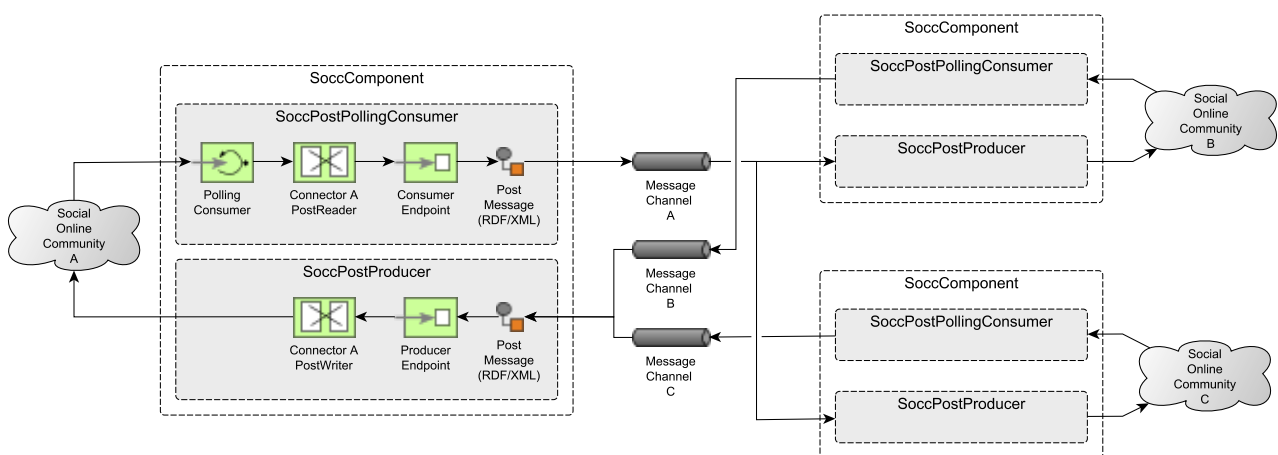 SoccComponent
SoccPostPollingConsumer
Polling
Consumer
Connector A
PostReader
Consumer
Endpoint
Post
Message
(RDF/XML)
Social
Online
Community
A
SoccPostProducer
Connector A
PostWriter
Producer
Endpoint
Post
Message
(RDF/XML)
Message
Channel
A
Message
Channel
B
Message
Channel
C
SoccComponent
SoccPostPollingConsumer
SoccPostProducer
Social
Online
Community
B
SoccComponent
SoccPostPollingConsumer
SoccPostProducer
Social
Online
Community
C